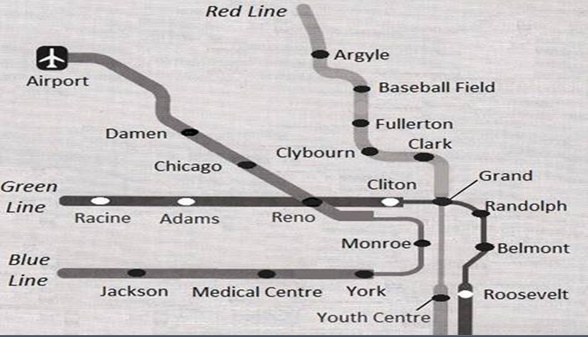 Red Line
Argyle
Airport
Baseball Field
Fullerton
Damen
Clybourn
Clark
Chicago
Grand
Green
Line
Cliton
Racine
Adams
Reno
Randolph
Monroe
Belmont
Blue
Line
Jackson
Medical Centre
York
Roosevelt
Youth Centre